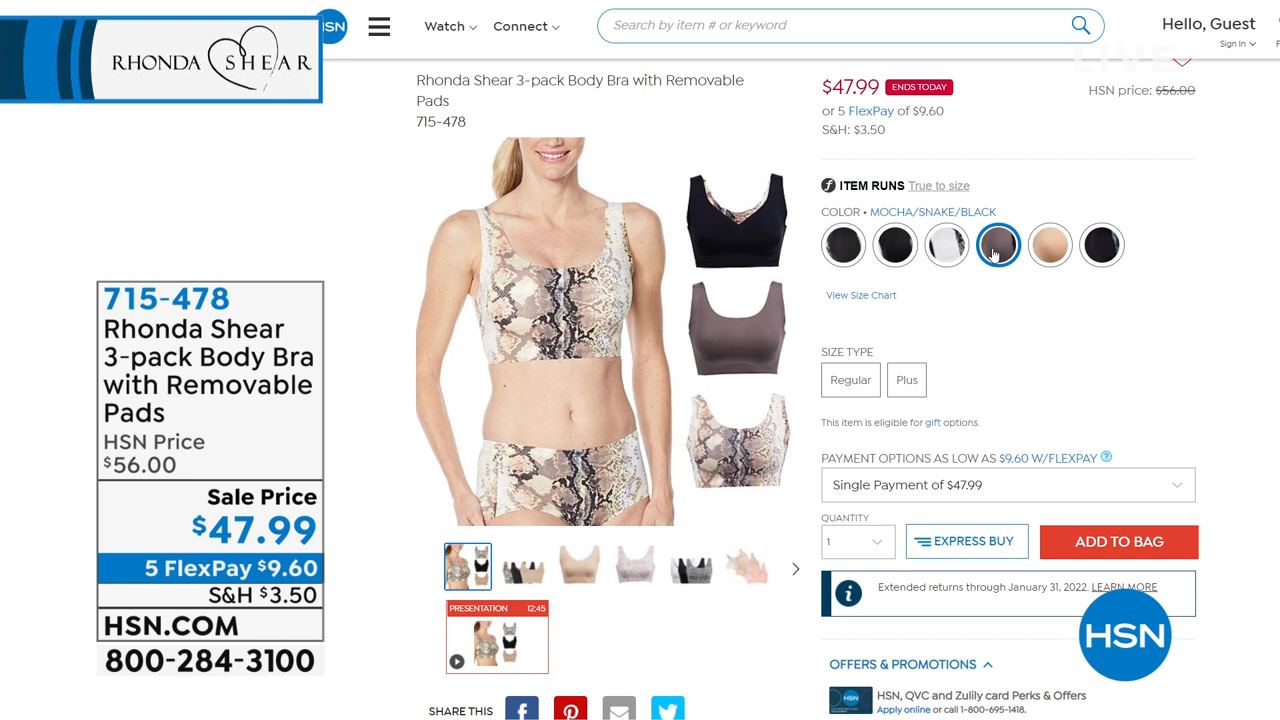 RHONDA SHEAR
HSN
Watch
Connect
Search by item # or keyword
Hello, Guest
Sign In
LIVE
Rhonda Shear 3-pack Body Bra with Removable
Pads
715-478
$47.99 ENDS TODAY
HSN price: $56.00
or 5 FlexPay of $9.60
S&H: $3.50
ITEM RUNS True to size
COLOR • MOCHA/SNAKE/BLACK
View Size Chart
SIZE TYPE
Regular
Plus
This item is eligible for gift options.
PAYMENT OPTIONS AS LOW AS $9.60 W/FLEXPAY ?
Single Payment of $47.99
QUANTITY
1
EXPRESS BUY
ADD TO BAG
Extended returns through January 31, 2022. LEARN MORE
HSN
OFFERS & PROMOTIONS
HSN, QVC and Zulily card Perks & Offers
Apply online or call 1-800-695-1418.
715-478
Rhonda Shear
3-pack Body Bra
with Removable
Pads
HSN Price
$56.00
Sale Price
$47.99
5 FlexPay $9.60
S&H $3.50
HSN.COM
800-284-3100
PRESENTATION 12:45
SHARE THIS